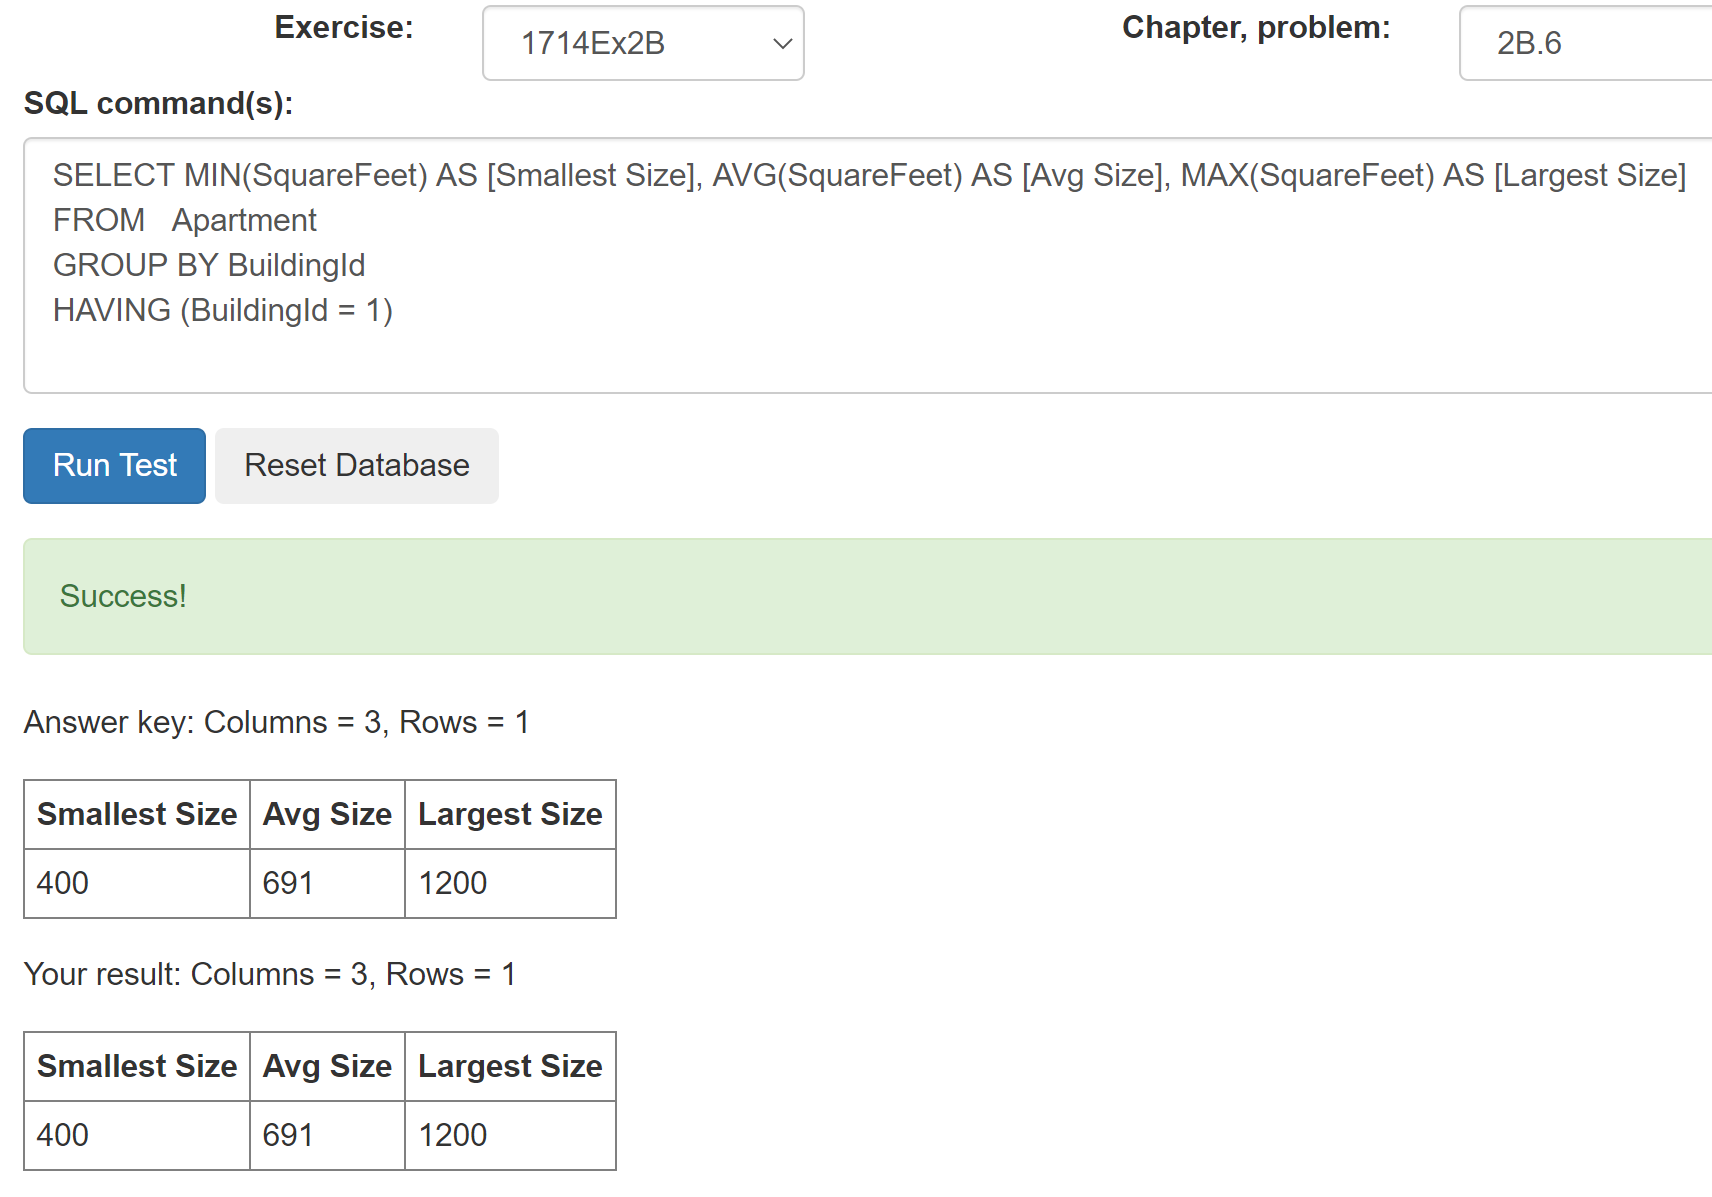 Exercise: 1714Ex2B Chapter, problem: 2B.6
SQL command(s):
SELECT MIN(SquareFeet) AS [Smallest Size], AVG(SquareFeet) AS [Avg Size], MAX(SquareFeet) AS [Largest Size]
FROM   Apartment
GROUP BY BuildingId
HAVING (BuildingId = 1)
Run Test Reset Database
Success!
Answer key: Columns = 3, Rows = 1
Smallest Size Avg Size Largest Size
400 691 1200
Your result: Columns = 3, Rows = 1
Smallest Size Avg Size Largest Size
400 691 1200